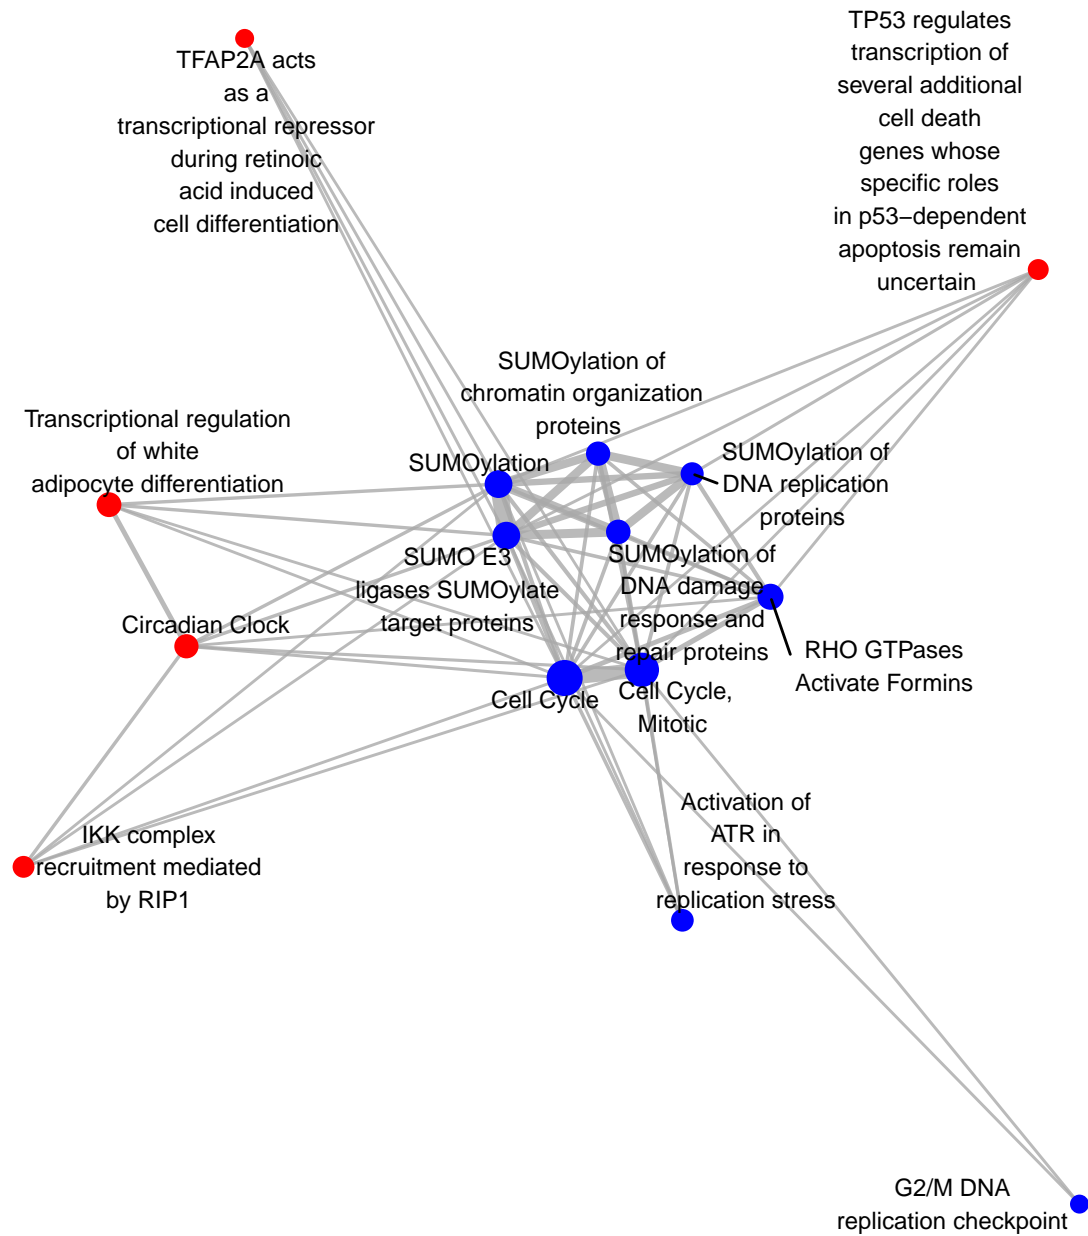 TFAP2A acts
as a
transcriptional repressor
during retinoic
acid induced
cell differentiation
TP53 regulates
transcription of
several additional
cell death
genes whose
specific roles
in p53−dependent
apoptosis remain
uncertain
SUMOylation of
chromatin organization
proteins
Transcriptional regulation
of white
adipocyte differentiation
SUMOylation
SUMOylation of
DNA replication
proteins
SUMO E3
ligases SUMOylate
target proteins
SUMOylation of
DNA damage
response and
repair proteins
Circadian Clock
RHO GTPases
Activate Formins
Cell Cycle
Cell Cycle,
Mitotic
IKK complex
recruitment mediated
by RIP1
Activation of
ATR in
response to
replication stress
G2/M DNA
replication checkpoint